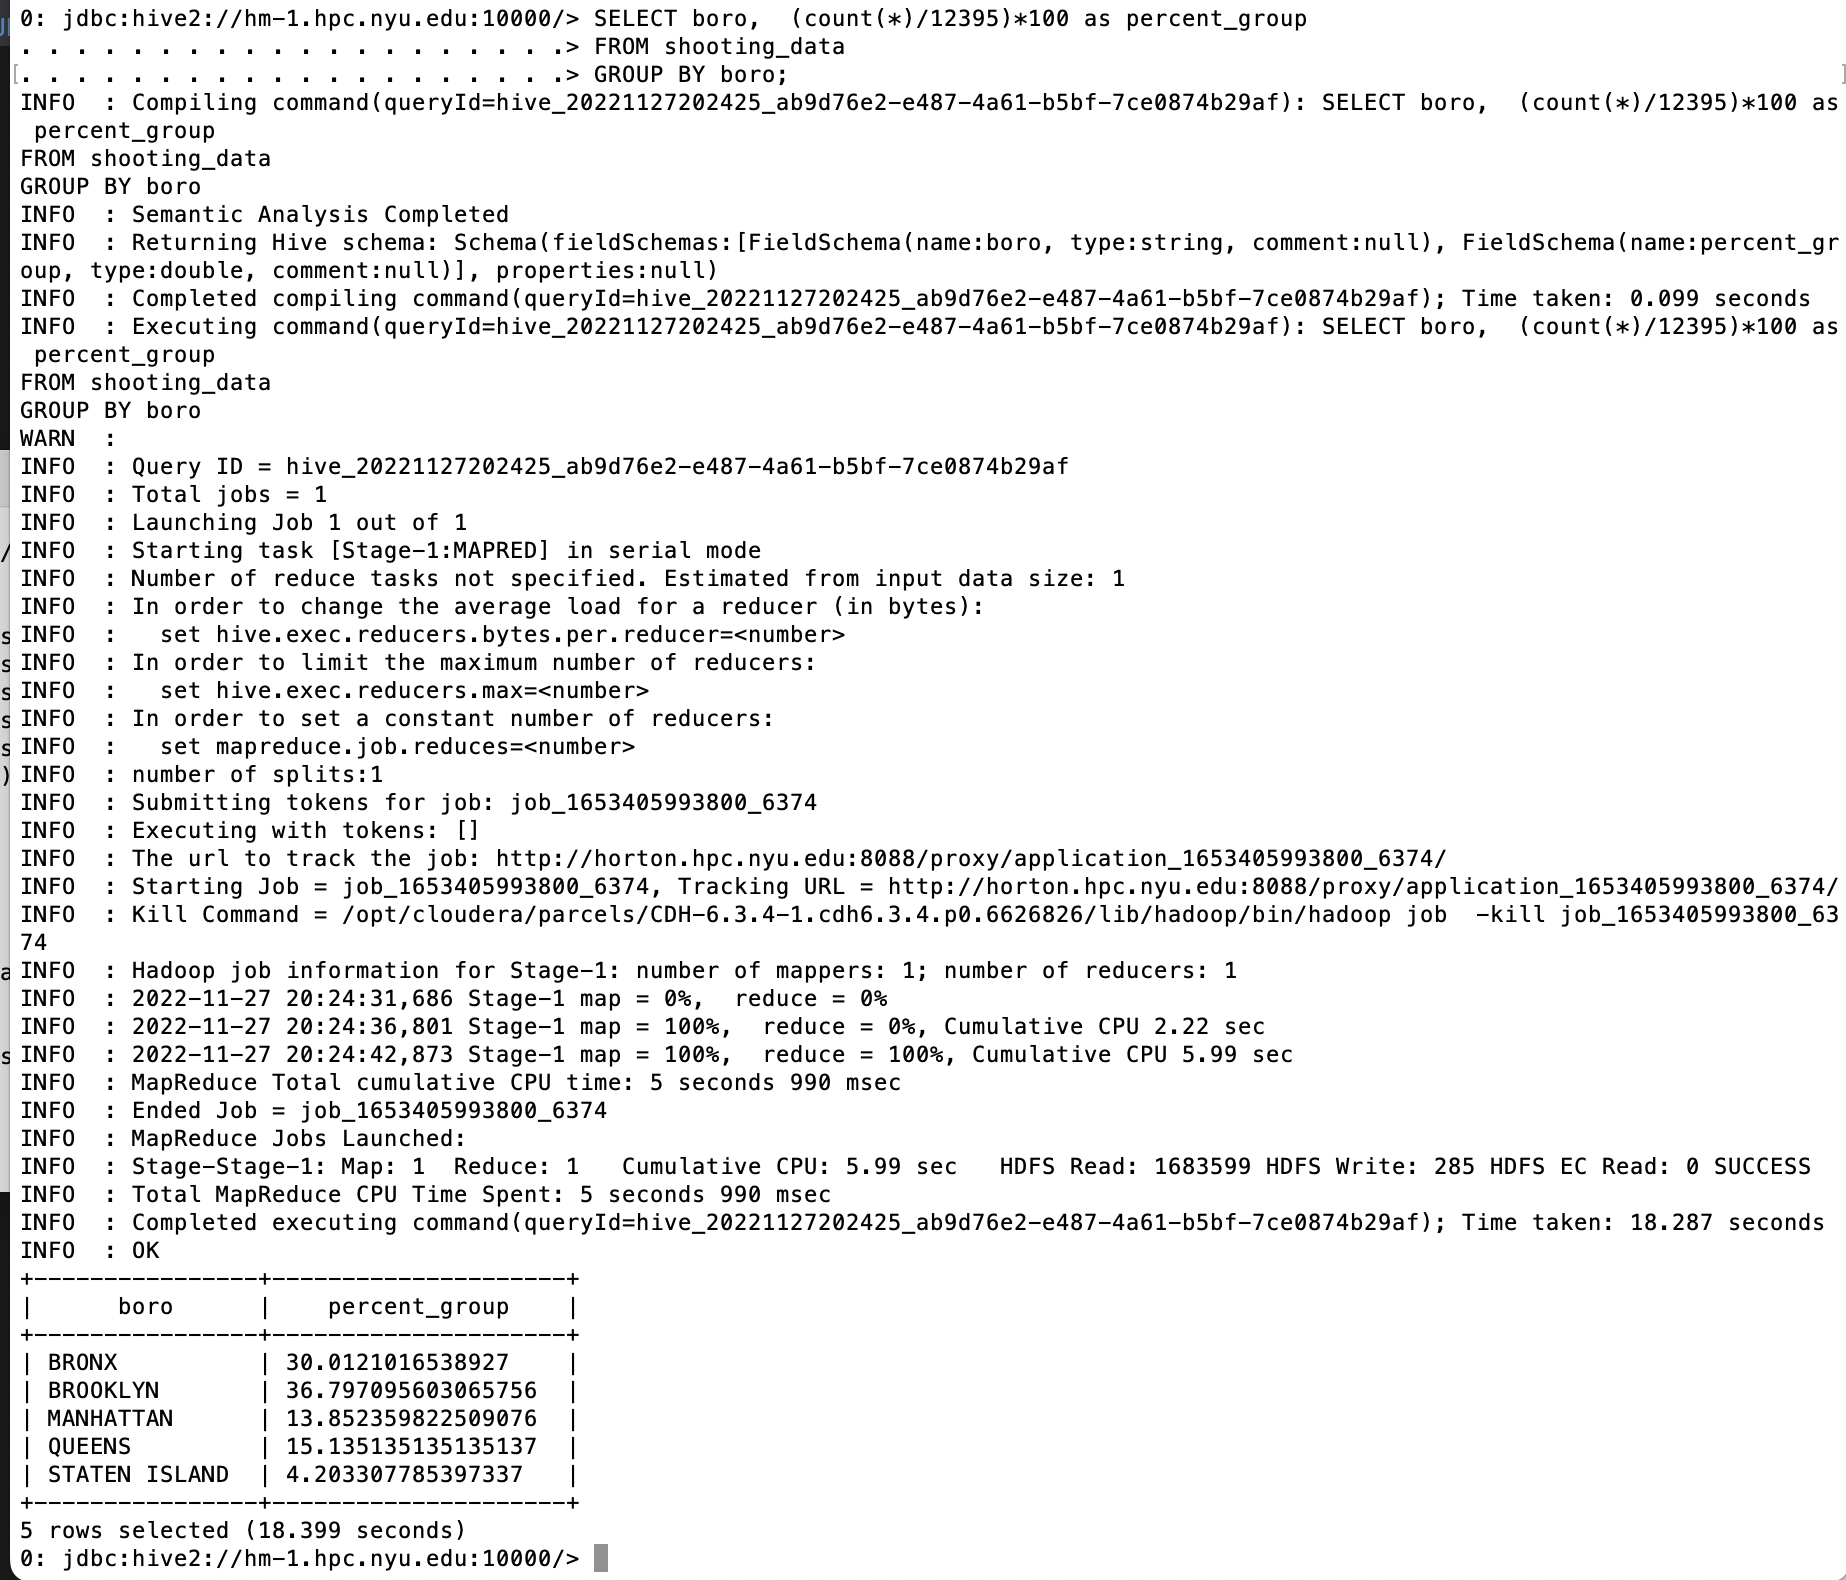 0: jdbc:hive2://hm-1.hpc.nyu.edu:10000/> SELECT boro,  (count(*)/12395)*100 as percent_group
. . . . . . . . . . . . . . . . . . . .> FROM shooting_data
[. . . . . . . . . . . . . . . . . . . .> GROUP BY boro; ]
INFO  : Compiling command(queryId=hive_20221127202425_ab9d76e2-e487-4a61-b5bf-7ce0874b29af): SELECT boro,  (count(*)/12395)*100 as
 percent_group
FROM shooting_data
GROUP BY boro
INFO  : Semantic Analysis Completed
INFO  : Returning Hive schema: Schema(fieldSchemas:[FieldSchema(name:boro, type:string, comment:null), FieldSchema(name:percent_gr
oup, type:double, comment:null)], properties:null)
INFO  : Completed compiling command(queryId=hive_20221127202425_ab9d76e2-e487-4a61-b5bf-7ce0874b29af); Time taken: 0.099 seconds
INFO  : Executing command(queryId=hive_20221127202425_ab9d76e2-e487-4a61-b5bf-7ce0874b29af): SELECT boro,  (count(*)/12395)*100 as
 percent_group
FROM shooting_data
GROUP BY boro
WARN  :
INFO  : Query ID = hive_20221127202425_ab9d76e2-e487-4a61-b5bf-7ce0874b29af
INFO  : Total jobs = 1
INFO  : Launching Job 1 out of 1
INFO  : Starting task [Stage-1:MAPRED] in serial mode
INFO  : Number of reduce tasks not specified. Estimated from input data size: 1
INFO  : In order to change the average load for a reducer (in bytes):
INFO  :   set hive.exec.reducers.bytes.per.reducer=<number>
INFO  : In order to limit the maximum number of reducers:
INFO  :   set hive.exec.reducers.max=<number>
INFO  : In order to set a constant number of reducers:
INFO  :   set mapreduce.job.reduces=<number>
INFO  : number of splits:1
INFO  : Submitting tokens for job: job_1653405993800_6374
INFO  : Executing with tokens: []
INFO  : The url to track the job: http://horton.hpc.nyu.edu:8088/proxy/application_1653405993800_6374/
INFO  : Starting Job = job_1653405993800_6374, Tracking URL = http://horton.hpc.nyu.edu:8088/proxy/application_1653405993800_6374/
INFO  : Kill Command = /opt/cloudera/parcels/CDH-6.3.4-1.cdh6.3.4.p0.6626826/lib/hadoop/bin/hadoop job  -kill job_1653405993800_63
74
INFO  : Hadoop job information for Stage-1: number of mappers: 1; number of reducers: 1
INFO  : 2022-11-27 20:24:31,686 Stage-1 map = 0%,  reduce = 0%
INFO  : 2022-11-27 20:24:36,801 Stage-1 map = 100%,  reduce = 0%, Cumulative CPU 2.22 sec
INFO  : 2022-11-27 20:24:42,873 Stage-1 map = 100%,  reduce = 100%, Cumulative CPU 5.99 sec
INFO  : MapReduce Total cumulative CPU time: 5 seconds 990 msec
INFO  : Ended Job = job_1653405993800_6374
INFO  : MapReduce Jobs Launched:
INFO  : Stage-Stage-1: Map: 1  Reduce: 1   Cumulative CPU: 5.99 sec   HDFS Read: 1683599 HDFS Write: 285 HDFS EC Read: 0 SUCCESS
INFO  : Total MapReduce CPU Time Spent: 5 seconds 990 msec
INFO  : Completed executing command(queryId=hive_20221127202425_ab9d76e2-e487-4a61-b5bf-7ce0874b29af); Time taken: 18.287 seconds
INFO  : OK
+----------------+---------------------+
|      boro      |    percent_group    |
+----------------+---------------------+
| BRONX          | 30.0121016538927    |
| BROOKLYN       | 36.797095603065756  |
| MANHATTAN      | 13.852359822509076  |
| QUEENS         | 15.135135135135137  |
| STATEN ISLAND  | 4.203307785397337   |
+----------------+---------------------+
5 rows selected (18.399 seconds)
0: jdbc:hive2://hm-1.hpc.nyu.edu:10000/>